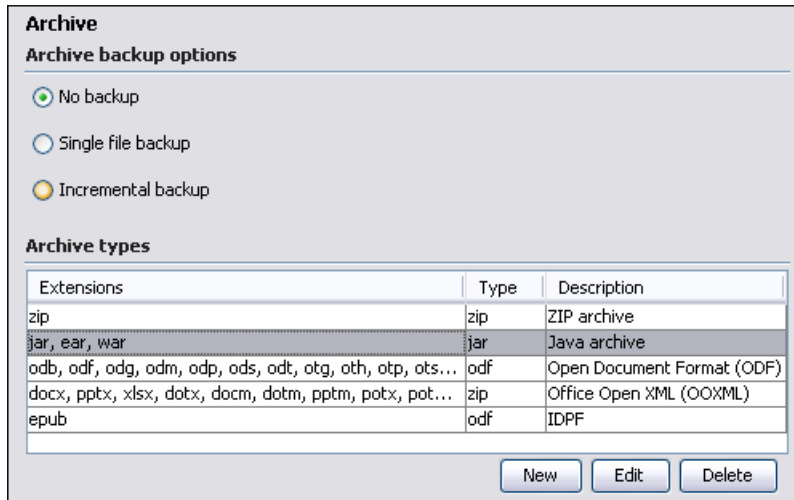 Archive
Archive backup options
No backup
Single file backup
Incremental backup
Archive types
Extensions Type Description
zip zip ZIP archive
jar, ear, war jar Java archive
odb, odf, odg, odm, odp, ods, odt, otg, oth, otp, ots... odf Open Document Format (ODF)
docx, pptx, xlsx, dotx, docm, dotm, pptm, potx, pot... zip Office Open XML (OOXML)
epub odf IDPF
New Edit Delete